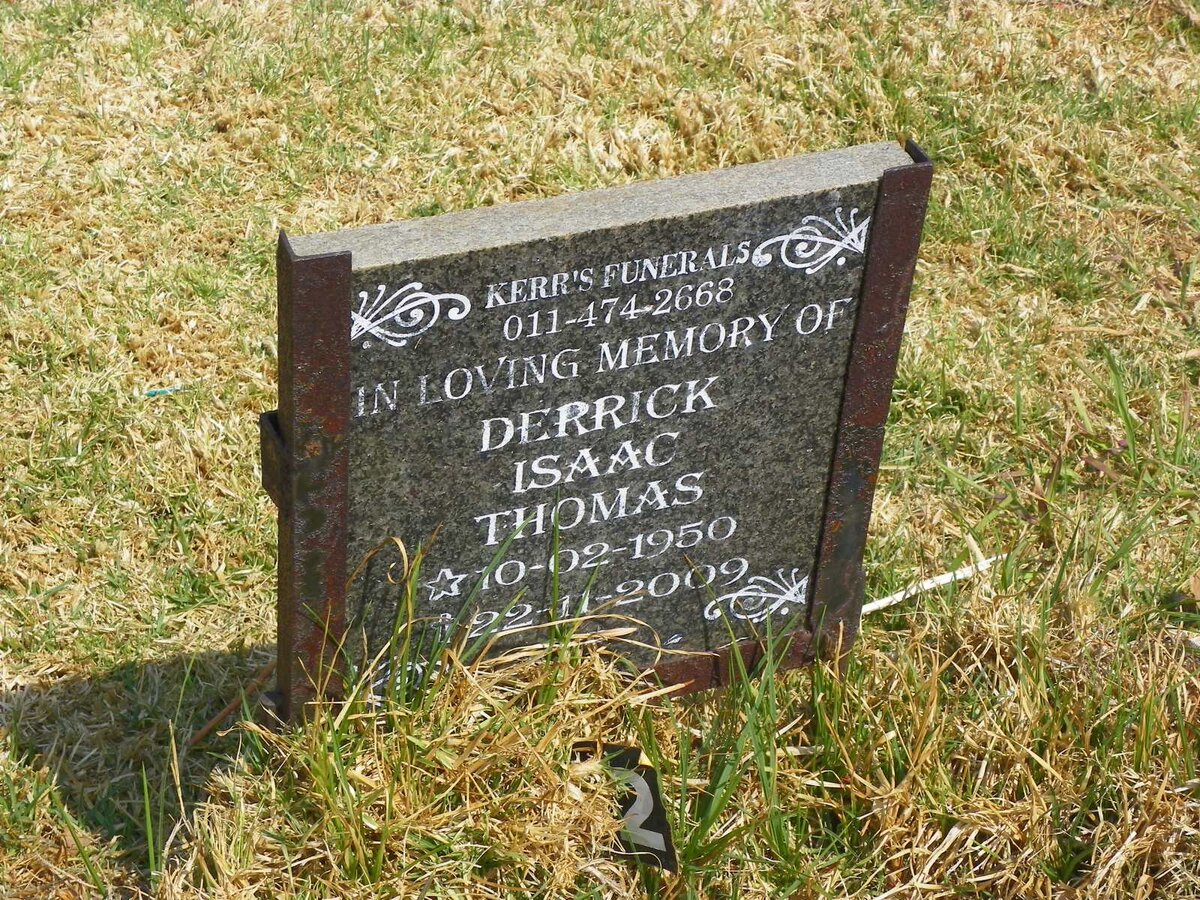 KERR'S FUNERALS
011-474-2668
IN LOVING MEMORY OF
DERRICK
ISAAC
THOMAS
10-02-1950
22-11-2009
2